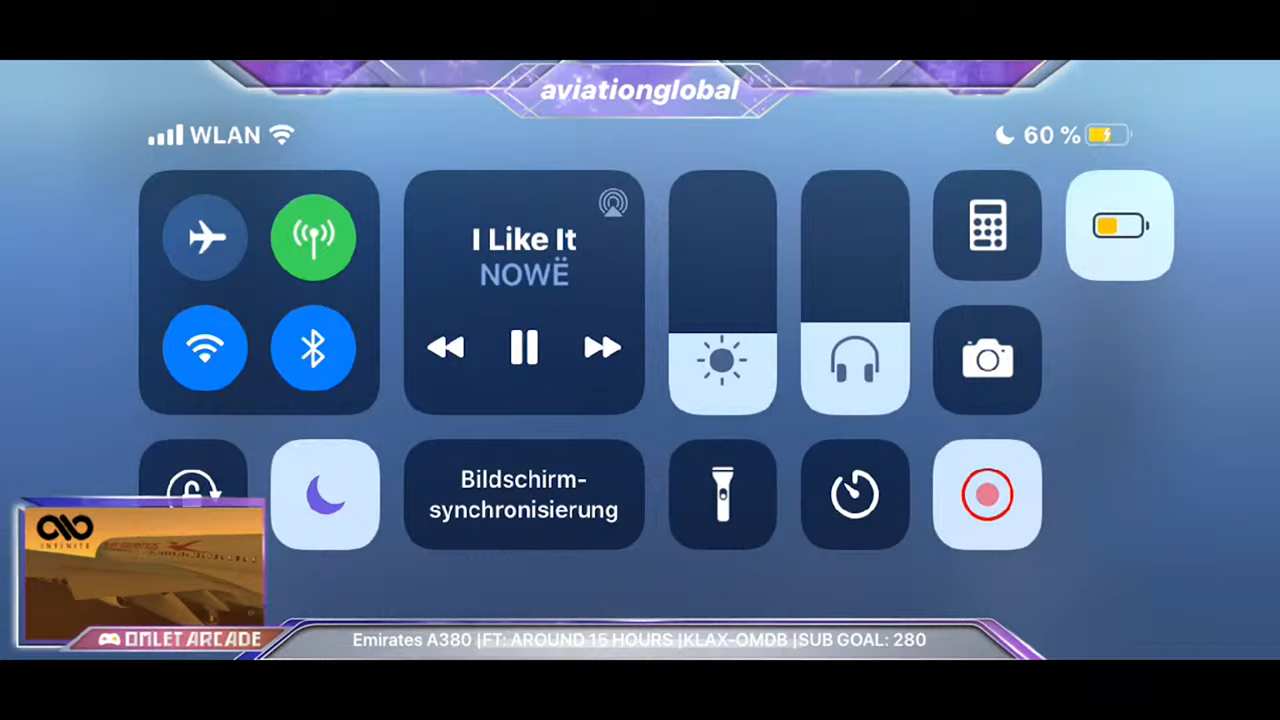 aviationglobal
WLAN
60 %
I Like It
NOWË
Bildschirm-
synchronisierung
INFINITE
OMLET ARCADE
Emirates A380 |FT: AROUND 15 HOURS |KLAX-OMDB |SUB GOAL: 280